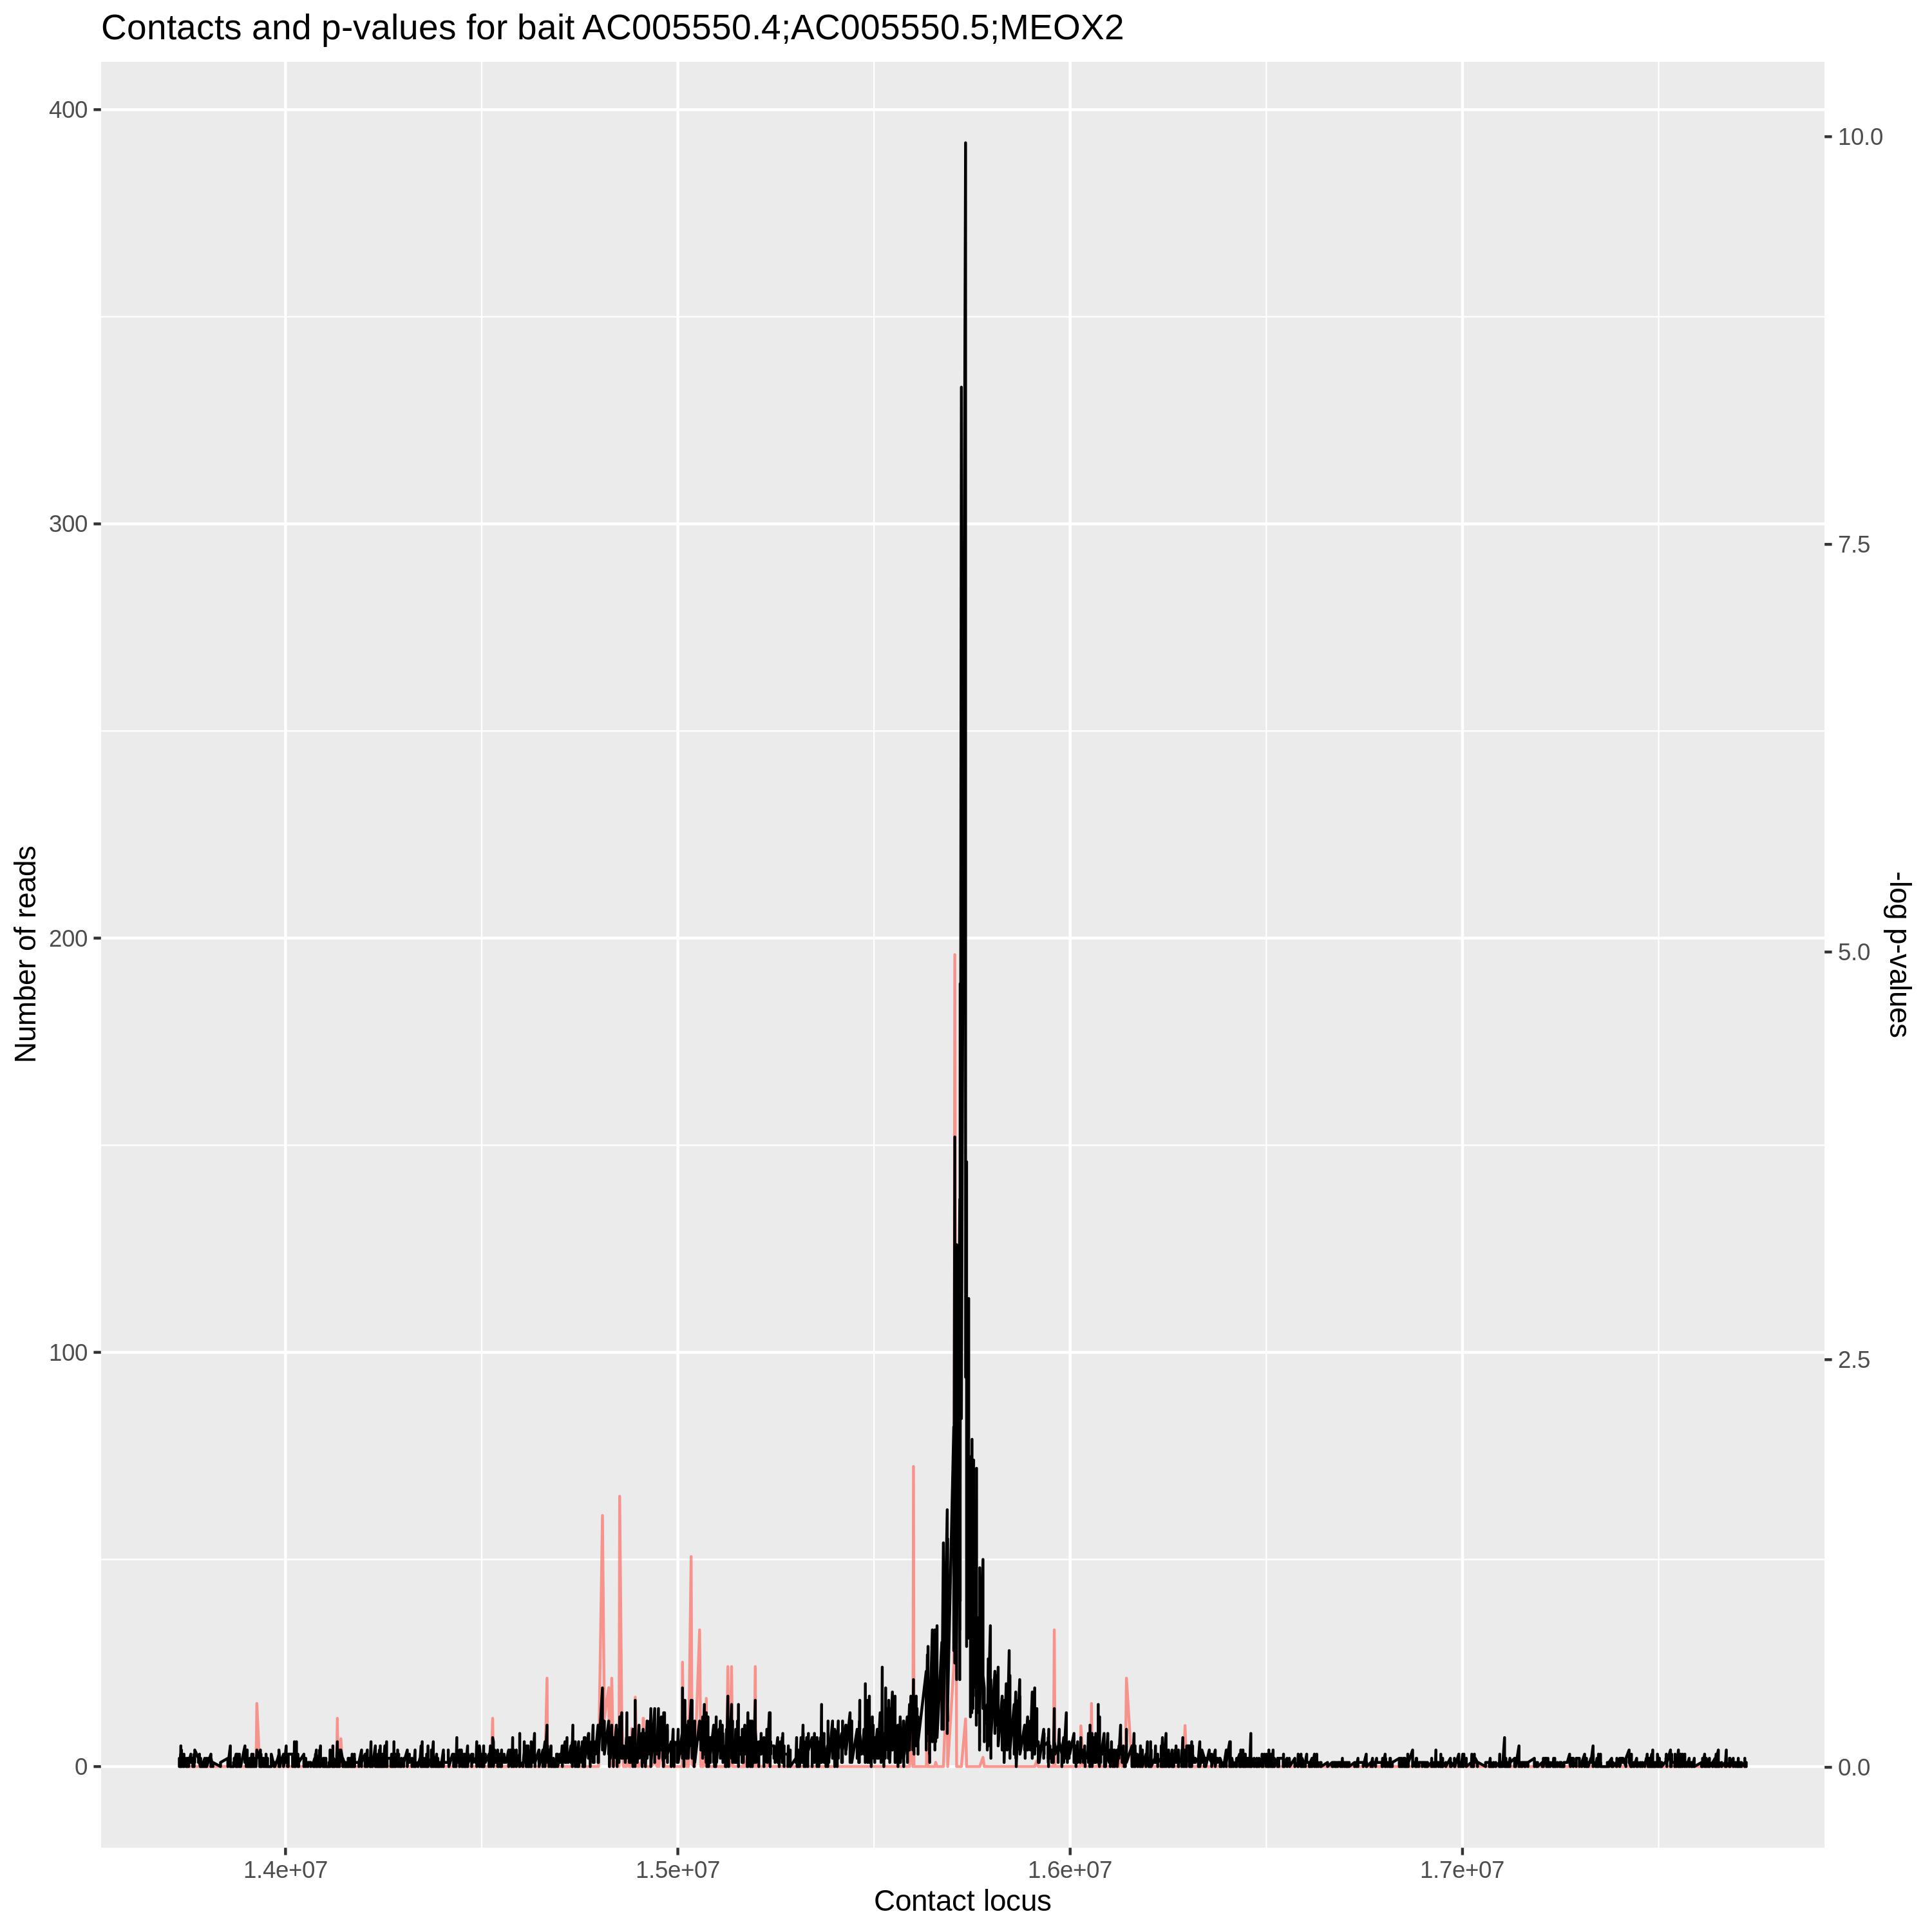 Contacts and p-values for bait AC005550.4;AC005550.5;MEOX2
400
300
200
100
0
Number of reads
10.0
7.5
5.0
2.5
0.0
-log p-values
1.4e+07 1.5e+07 1.6e+07 1.7e+07
Contact locus